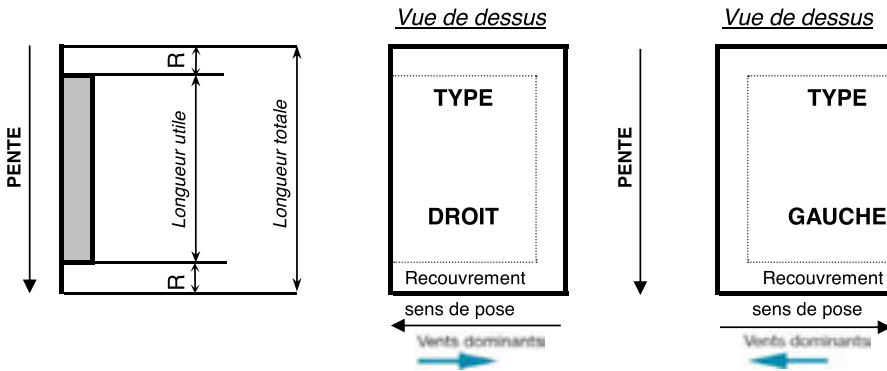 Vue de dessus
Vue de dessus
PENTE
R
Longueur utile
Longueur totale
R
TYPE
DROIT
Recouvrement
sens de pose
Vents dominants
PENTE
TYPE
GAUCHE
Recouvrement
sens de pose
Vents dominants